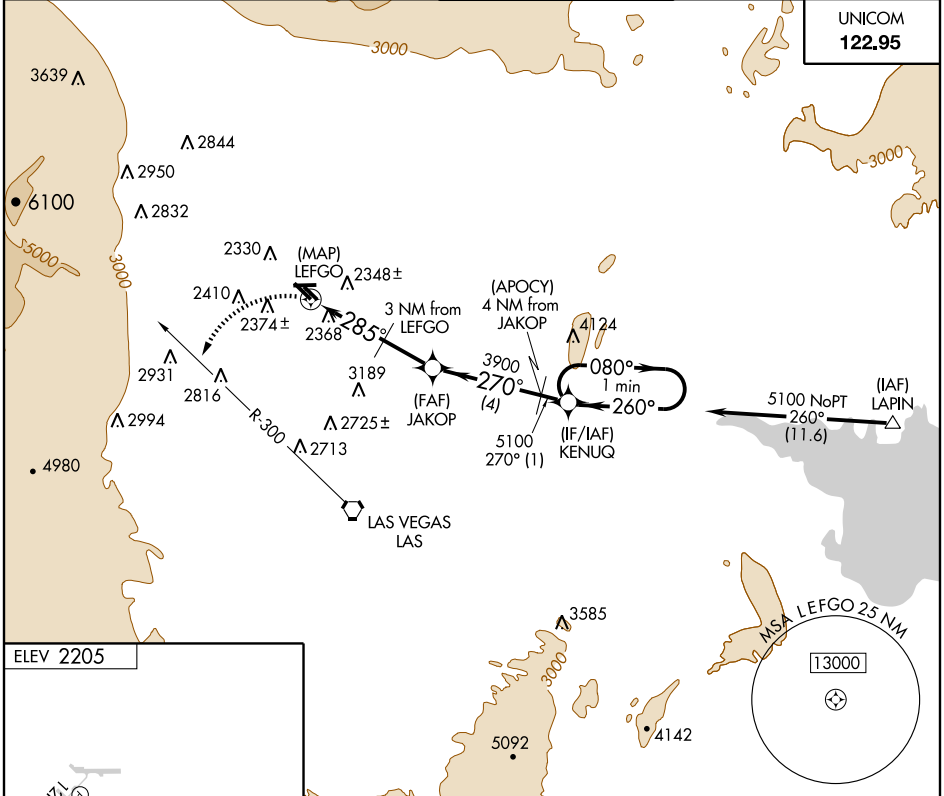 UNICOM
122.95
3000
3639
2844
2950
3000
6100
2832
5000
3000
2330
(MAP)
LEFGO
2348±
2410
2374±
2368
285°
3 NM from
LEFGO
(APOCY)
4 NM from
JAKOP
4124
3900
270°
(4)
080°
1 min
260°
2931
2816
3189
(FAF)
JAKOP
5100
270° (1)
(IF/IAF)
KENUQ
5100 NoPT
260°
(11.6)
(IAF)
LAPIN
2994
R-300
2725±
2713
4980
LAS VEGAS
LAS
3585
3000
MSA LEFGO 25 NM
13000
ELEV 2205
4142
5092